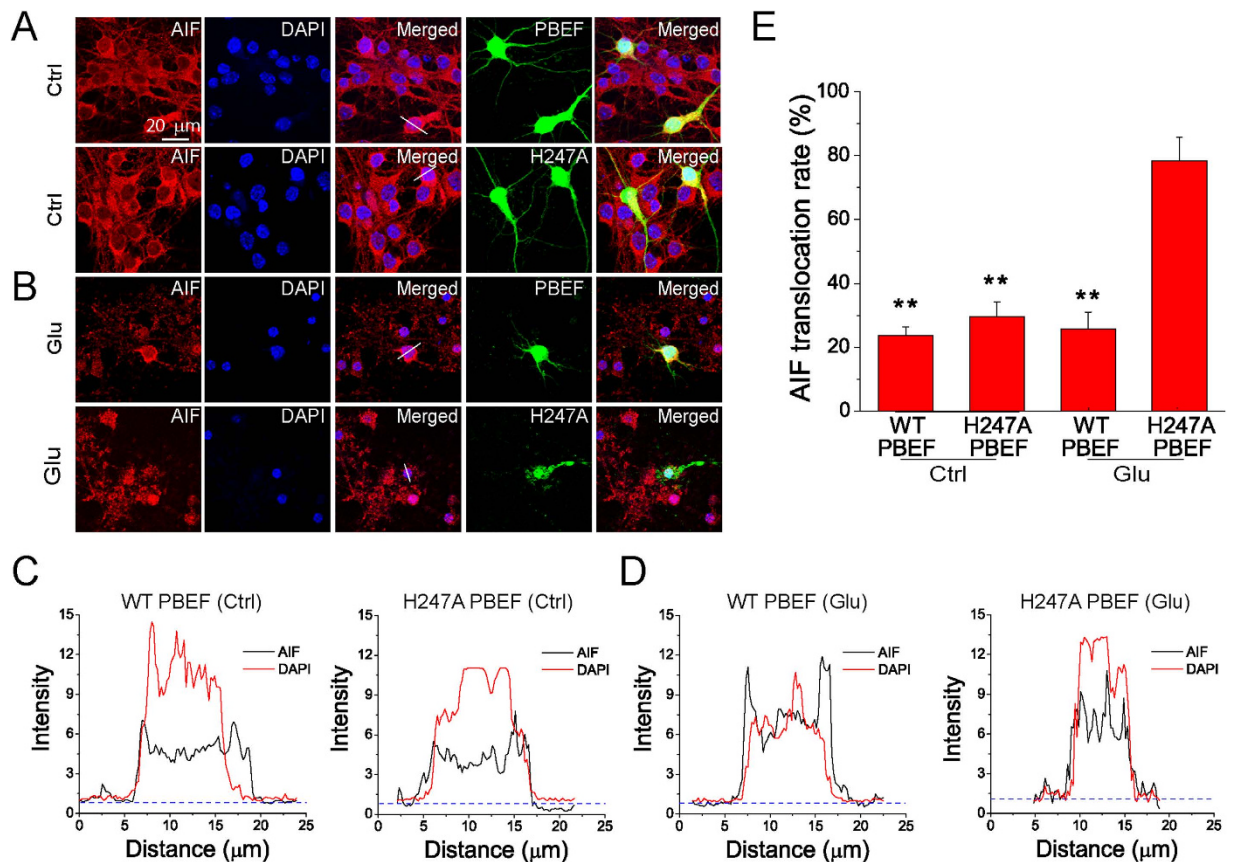 A
AIF DAPI Merged PBEF Merged
Ctrl
20 μm
AIF DAPI Merged H247A Merged
Ctrl
B
AIF DAPI Merged PBEF Merged
Glu
AIF DAPI Merged H247A Merged
Glu
E
AIF translocation rate (%)
100
80
60
40
20
0
** ** **
WT PBEF
H247A PBEF
WT PBEF
H247A PBEF
Ctrl Glu
C
WT PBEF (Ctrl)
AIF
DAPI
Intensity
15
12
9
6
3
0
0 5 10 15 20 25
Distance (μm)
H247A PBEF (Ctrl)
AIF
DAPI
Intensity
15
12
9
6
3
0
0 5 10 15 20 25
Distance (μm)
D
WT PBEF (Glu)
AIF
DAPI
Intensity
15
12
9
6
3
0
0 5 10 15 20 25
Distance (μm)
H247A PBEF (Glu)
AIF
DAPI
Intensity
15
12
9
6
3
0
0 5 10 15 20 25
Distance (μm)